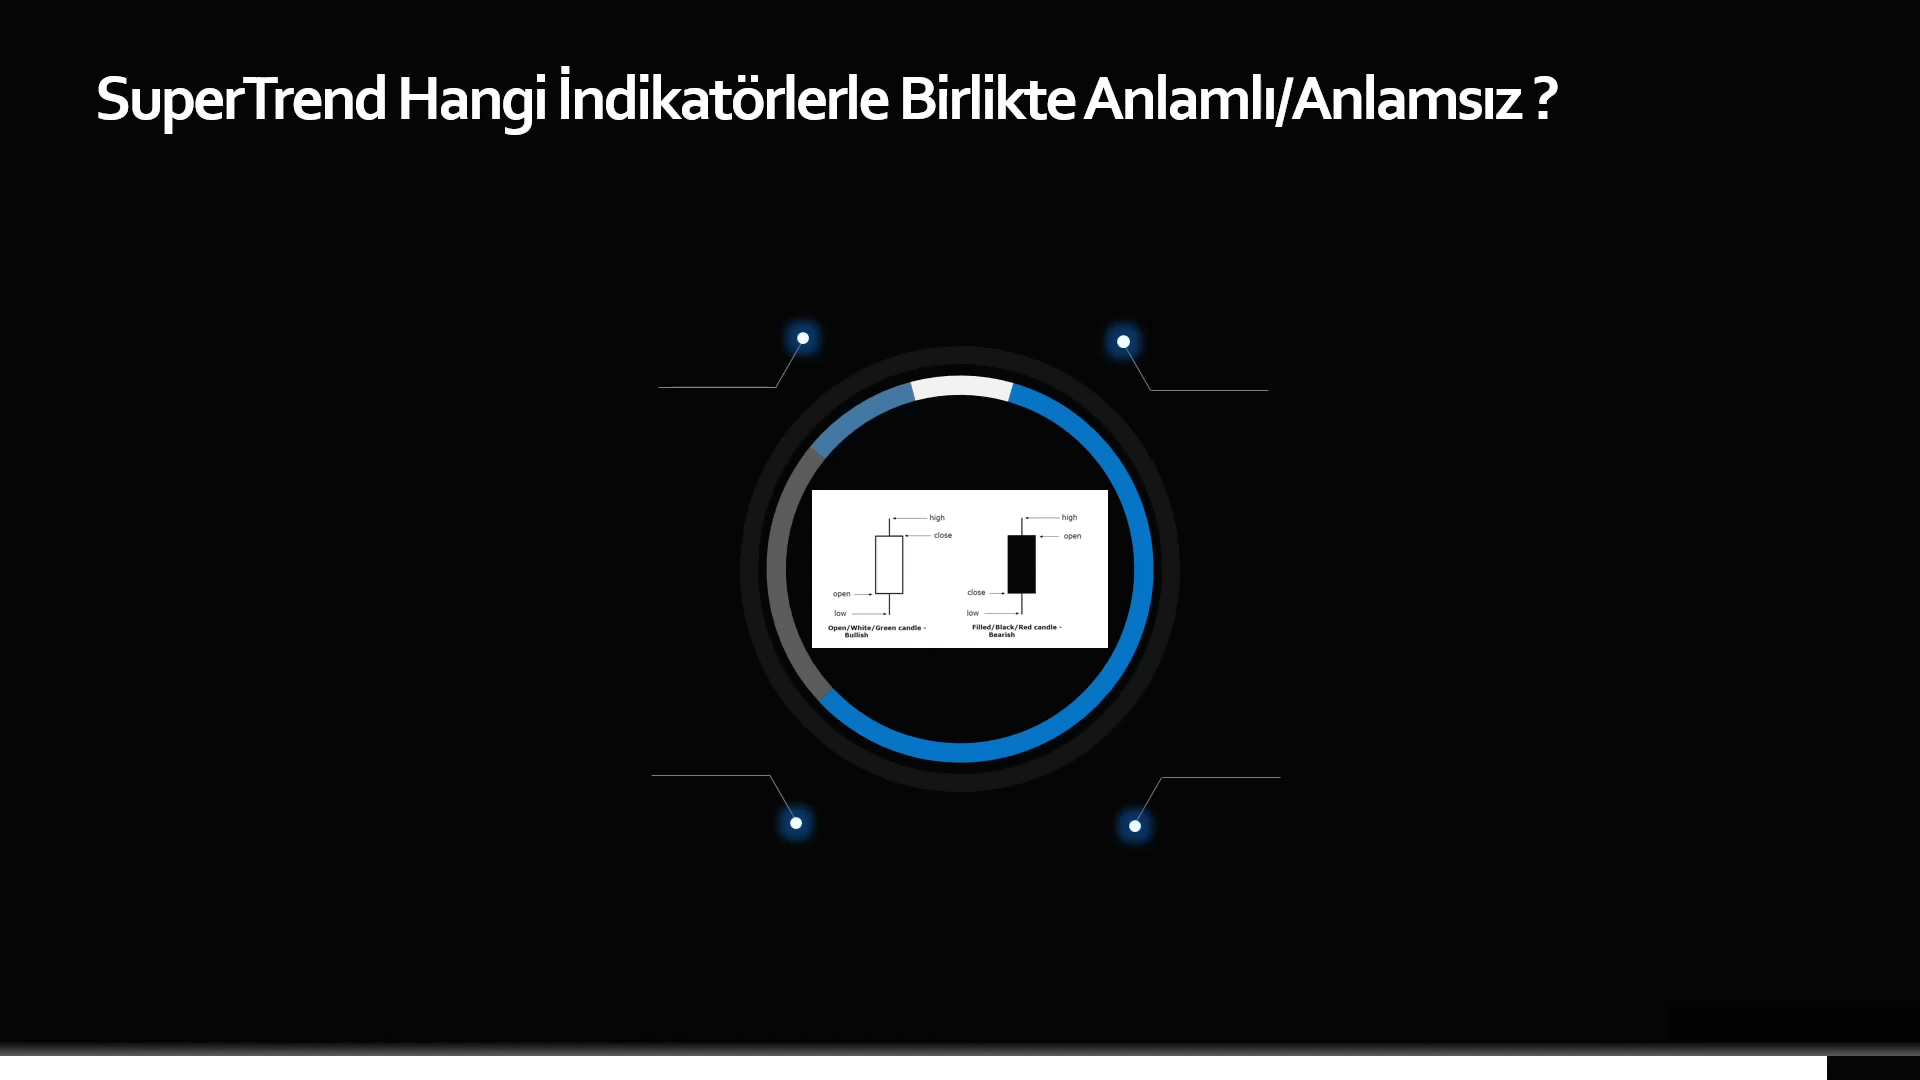 SuperTrend Hangi İndikatörlerle Birlikte Anlamlı/Anlamsız ?
high
close
open
low
Open/White/Green candle -
Bullish
high
open
close
low
Filled/Black/Red candle -
Bearish